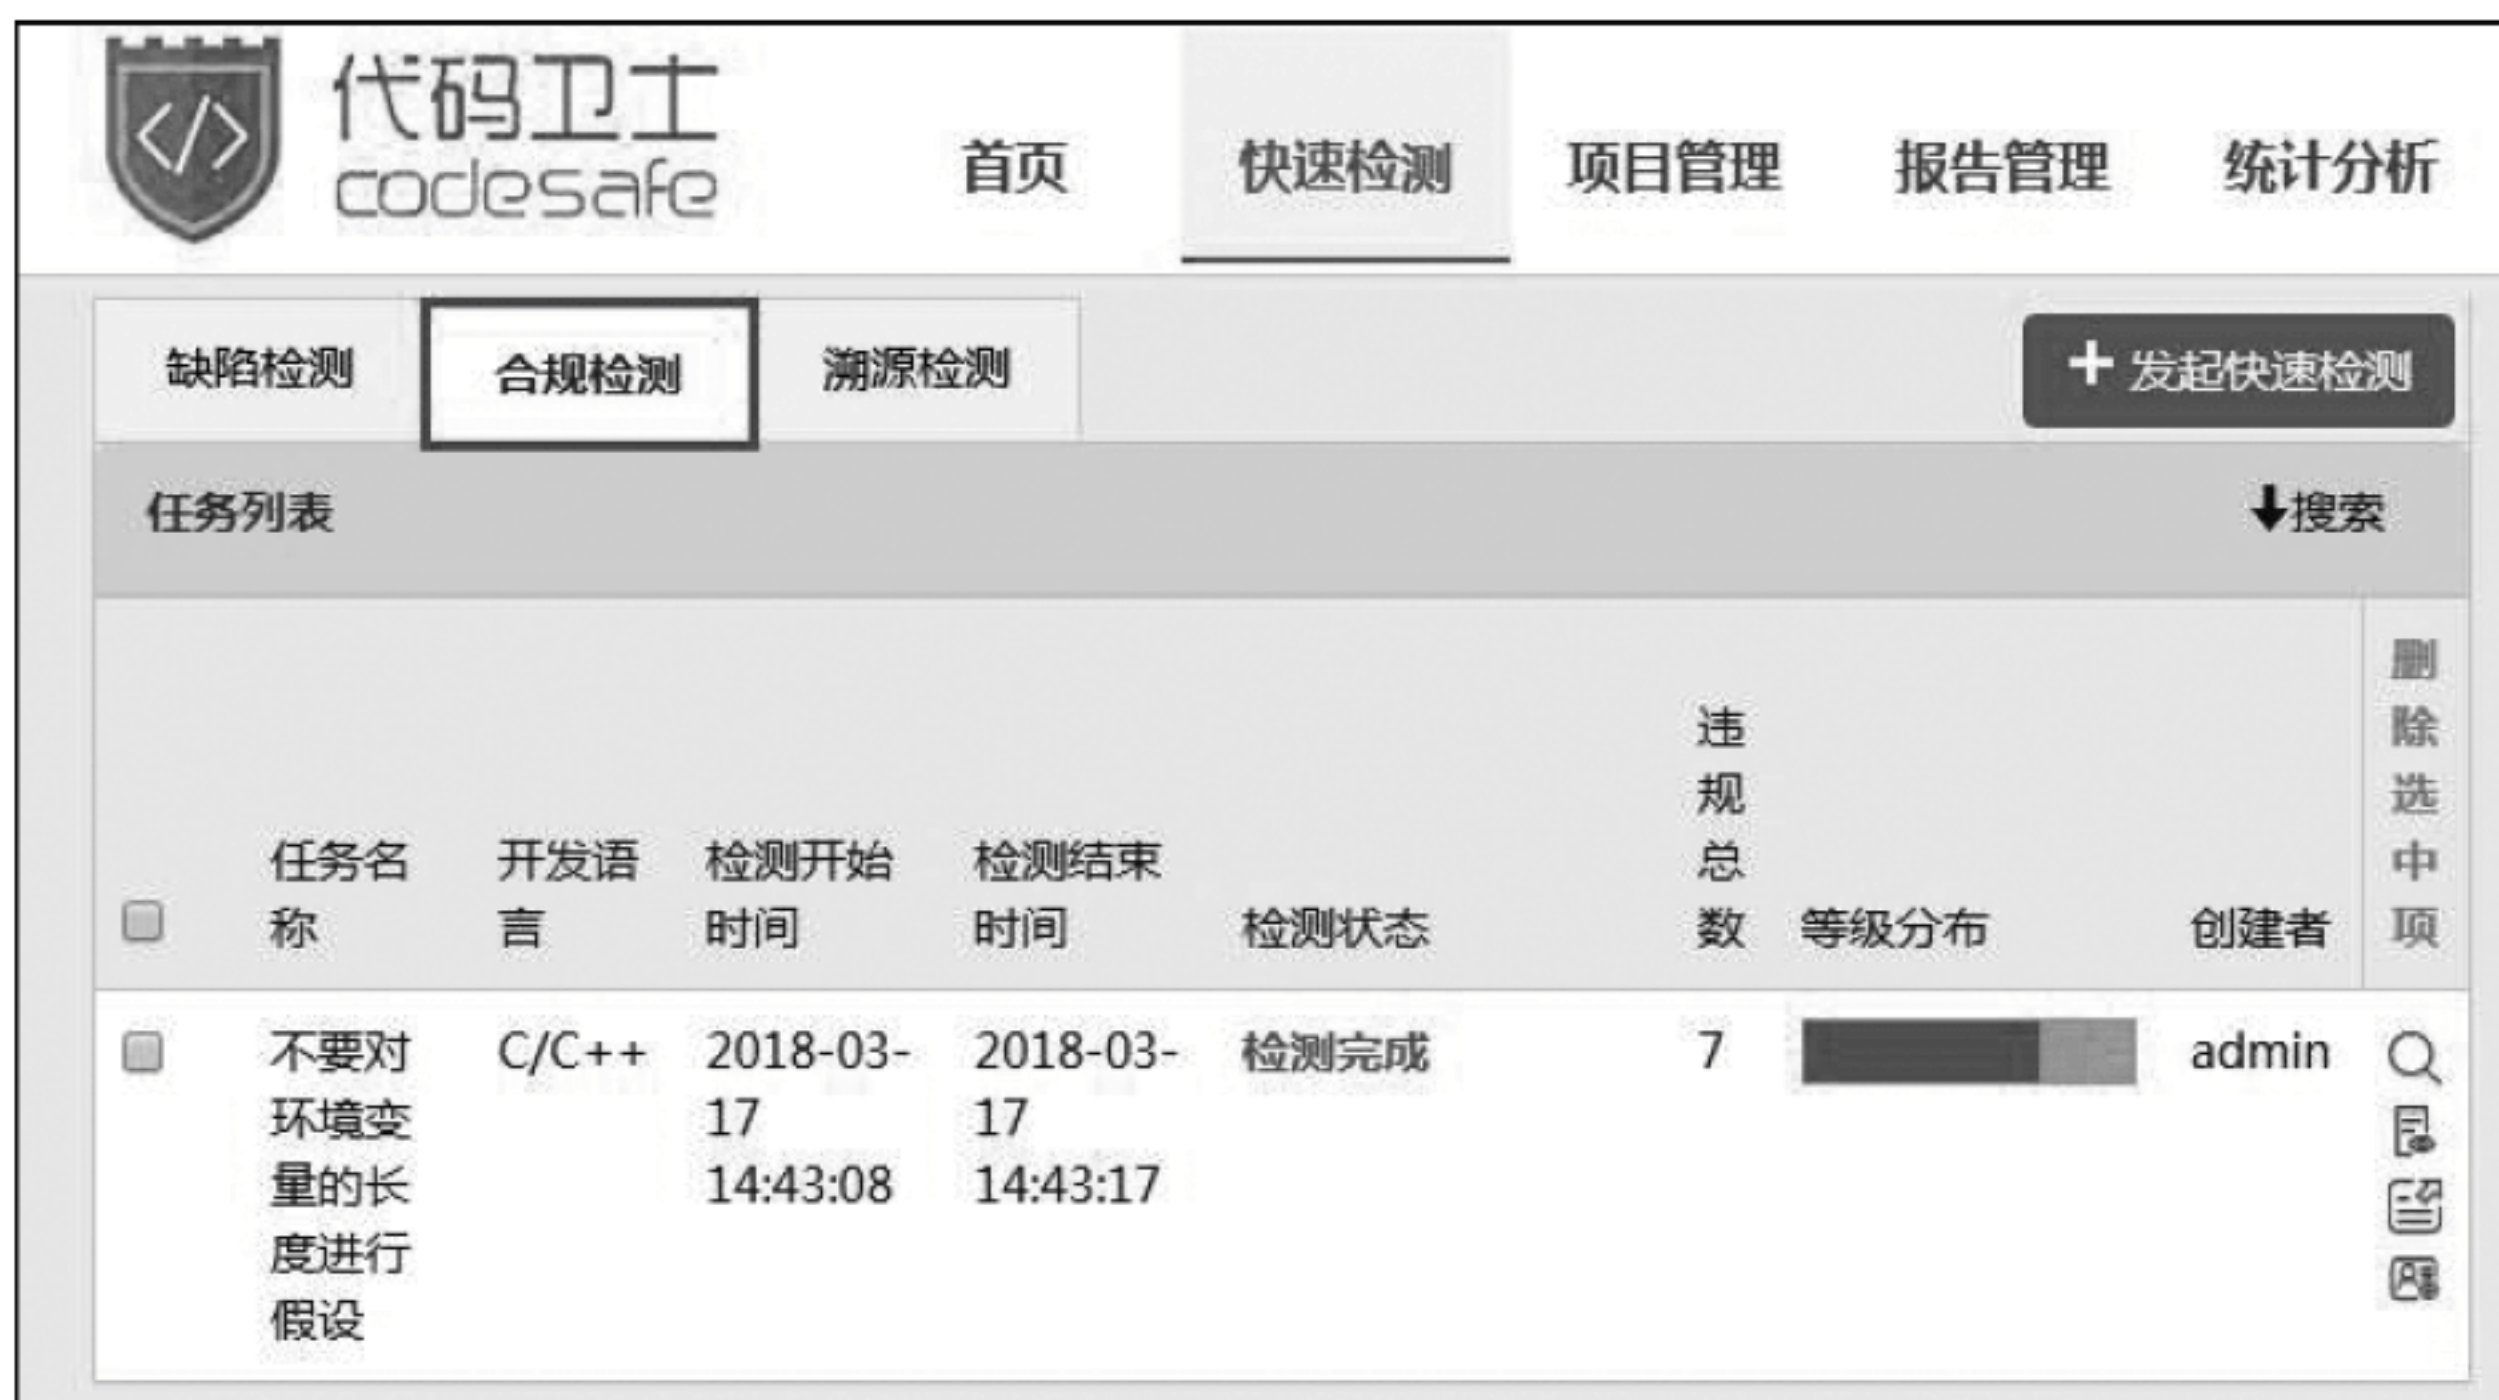 代码卫士
codesafe
首页 快速检测 项目管理 报告管理 统计分析
缺陷检测 合规检测 溯源检测 + 发起快速检测
任务列表 搜索
任务名
称
开发语
言
检测开始
时间
检测结束
时间
检测状态
违
规
总
数
等级分布
创建者
删
除
选
中
项
不要对
环境变
量的长
度进行
假设
C/C++
2018-03-
17
14:43:08
2018-03-
17
14:43:17
检测完成
7
admin